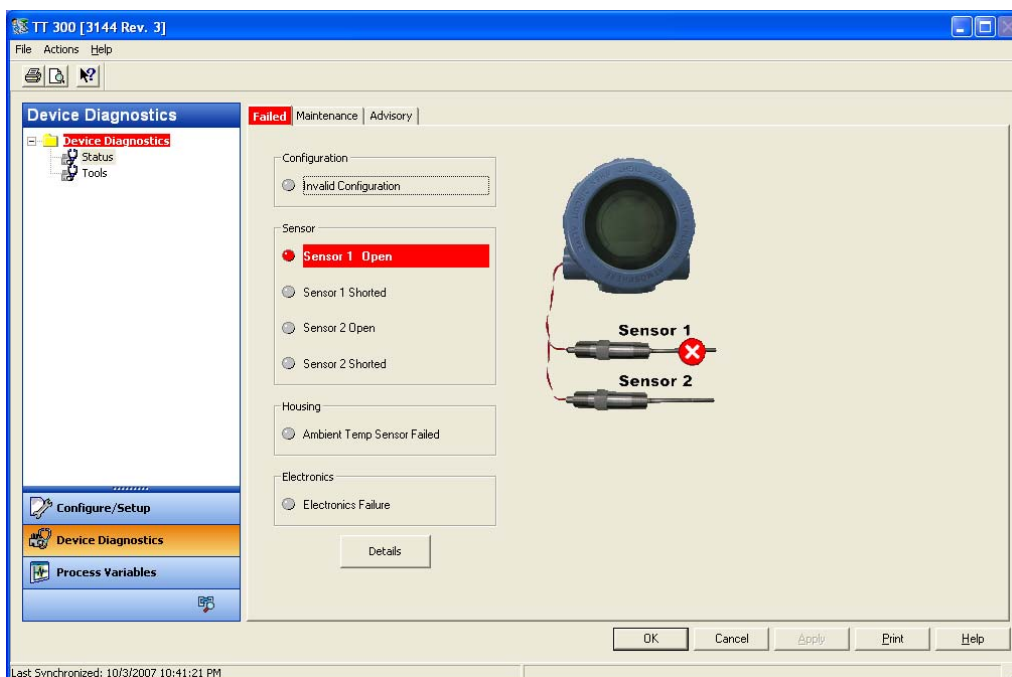 TT 300 [3144 Rev. 3]
File Actions Help
Device Diagnostics
Device Diagnostics
Status
Tools
Configure/Setup
Device Diagnostics
Process Variables
Failed Maintenance Advisory
Configuration
Invalid Configuration
Sensor
Sensor 1 Open
Sensor 1 Shorted
Sensor 2 Open
Sensor 2 Shorted
Housing
Ambient Temp Sensor Failed
Electronics
Electronics Failure
Details
Sensor 1
Sensor 2
OK Cancel Apply Print Help
Last Synchronized: 10/3/2007 10:41:21 PM